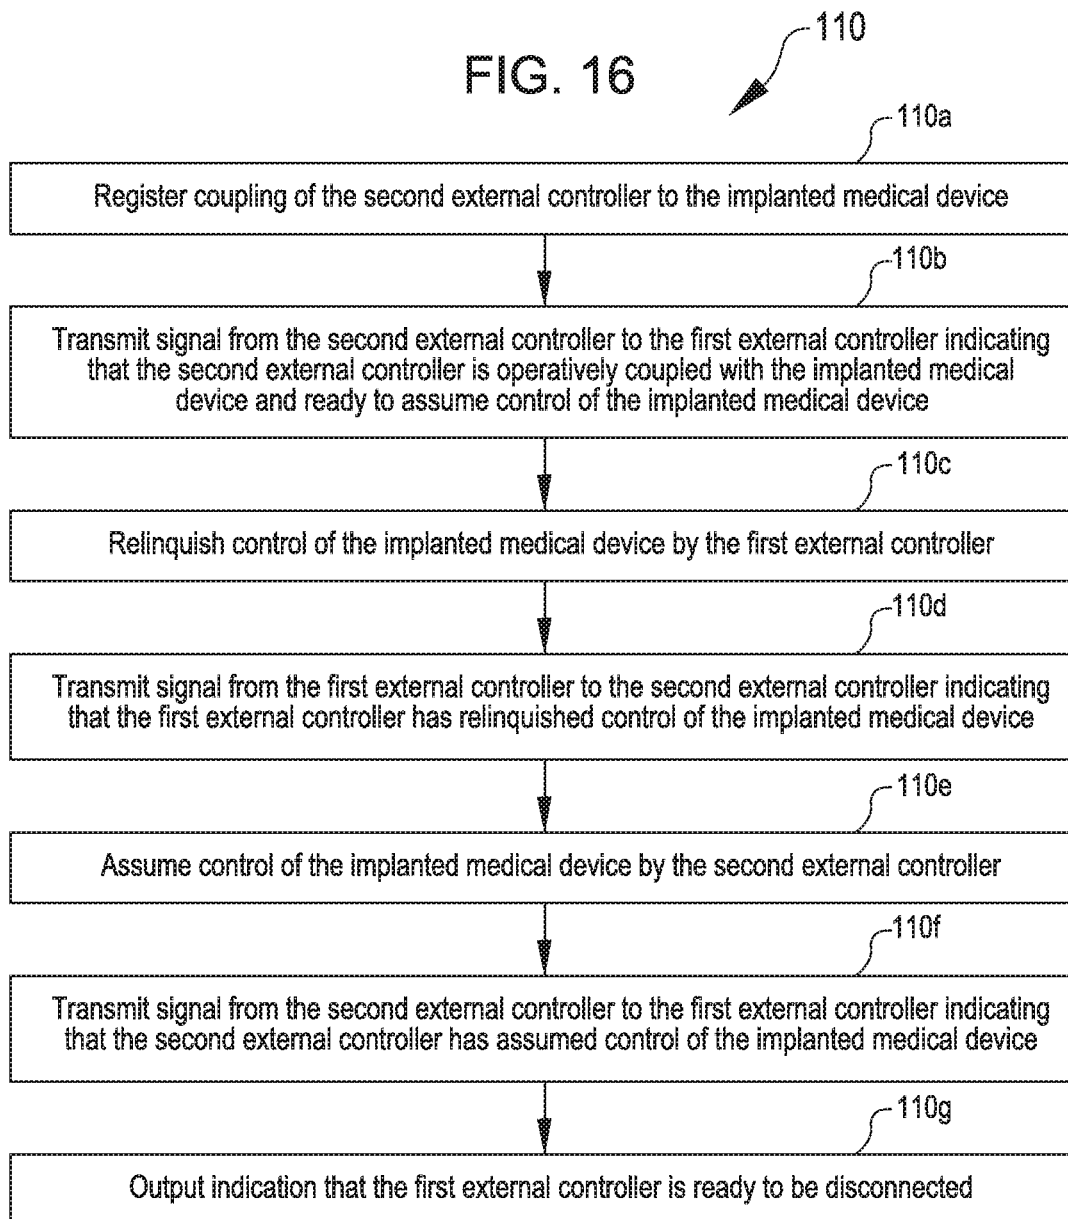 110
FIG. 16
110a
Register coupling of the second external controller to the implanted medical device
110b
Transmit signal from the second external controller to the first external controller indicating
that the second external controller is operatively coupled with the implanted medical
device and ready to assume control of the implanted medical device
110c
Relinquish control of the implanted medical device by the first external controller
110d
Transmit signal from the first external controller to the second external controller indicating
that the first external controller has relinquished control of the implanted medical device
110e
Assume control of the implanted medical device by the second external controller
110f
Transmit signal from the second external controller to the first external controller indicating
that the second external controller has assumed control of the implanted medical device
110g
Output indication that the first external controller is ready to be disconnected